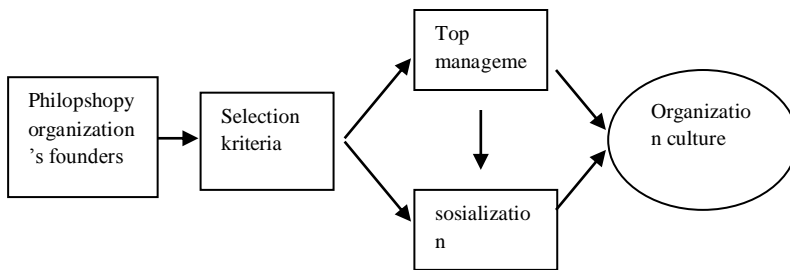 Philopshopy
organization
’s founders
Selection
kriteria
Top
manageme
sosializatio
n
Organizatio
n culture